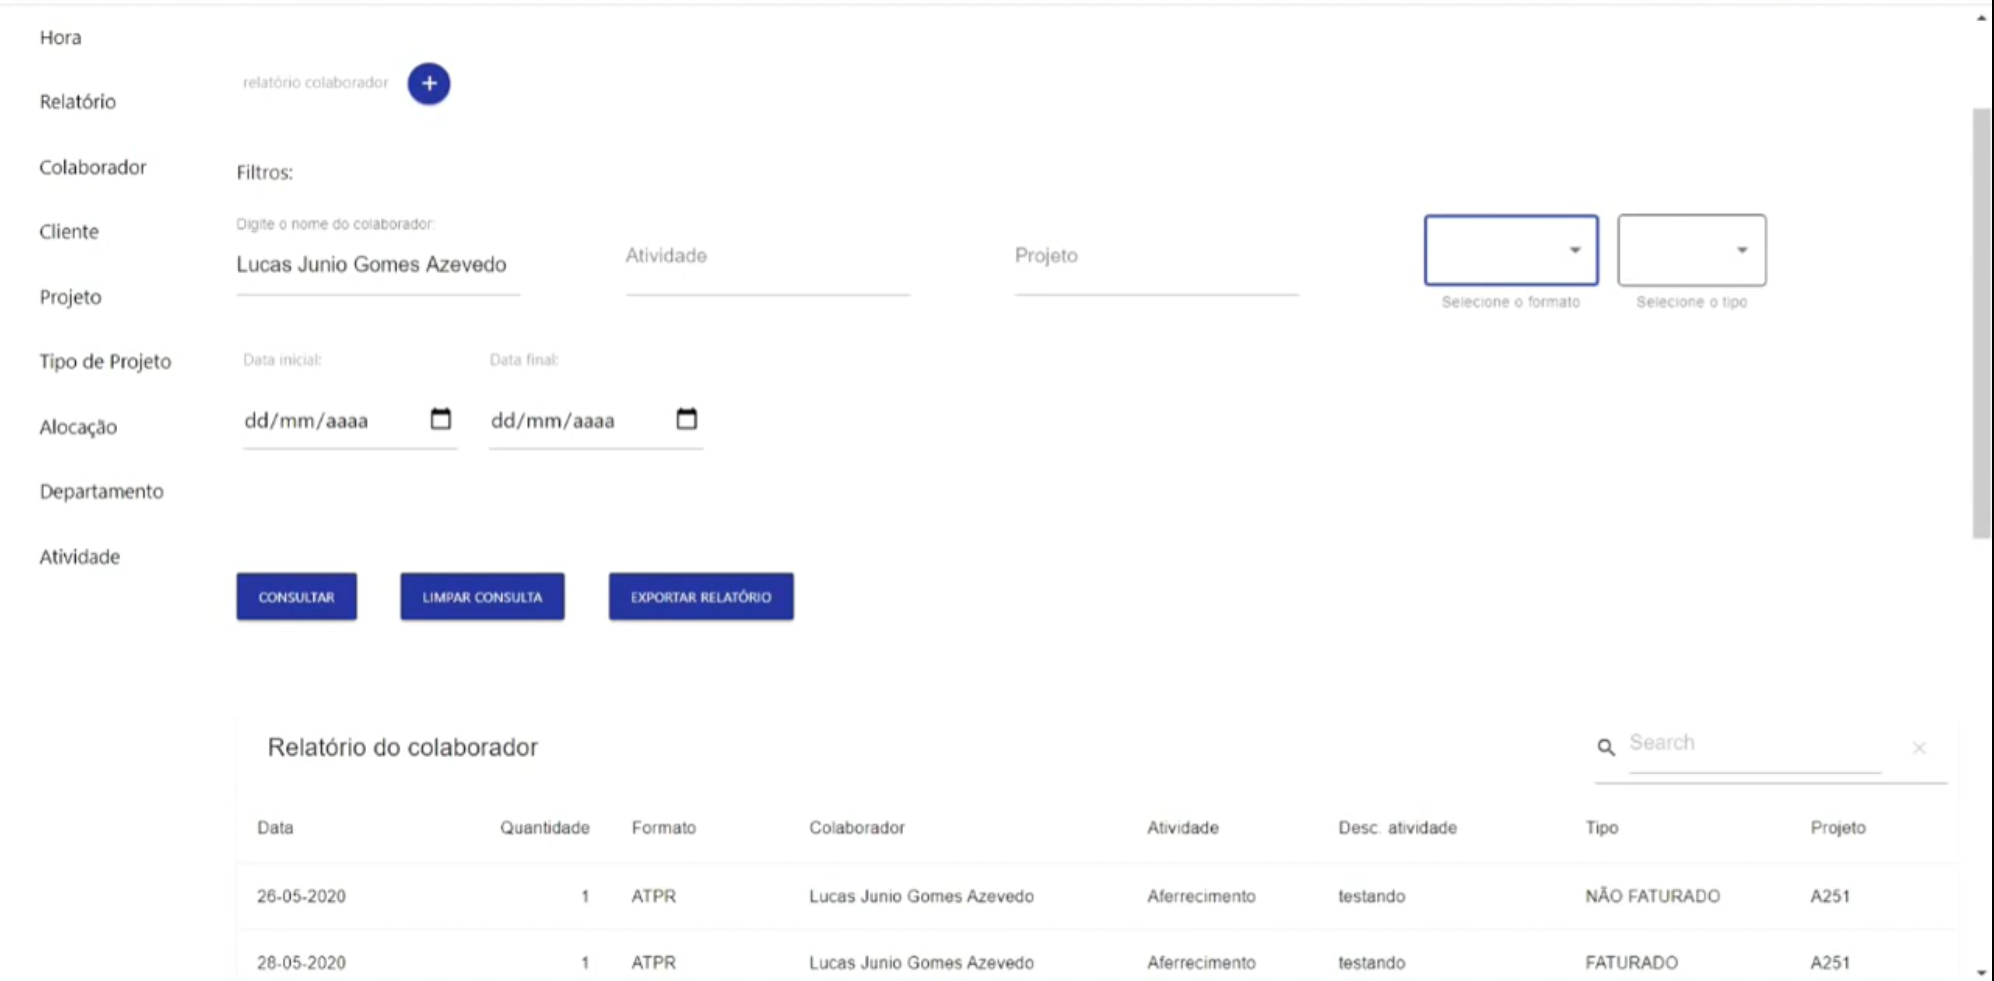 Hora
Relatório
Colaborador
Cliente
Projeto
Tipo de Projeto
Alocação
Departamento
Atividade
relatório colaborador +
Filtros:
Digite o nome do colaborador:
Lucas Junio Gomes Azevedo
Atividade
Projeto
Selecione o formato
Selecione o tipo
Data inicial: Data final:
dd/mm/aaaa dd/mm/aaaa
CONSULTAR LIMPAR CONSULTA EXPORTAR RELATÓRIO
Relatório do colaborador
Search
Data Quantidade Formato Colaborador Atividade Desc. atividade Tipo Projeto
26-05-2020 1 ATPR Lucas Junio Gomes Azevedo Aferrecimento testando NÃO FATURADO A251
28-05-2020 1 ATPR Lucas Junio Gomes Azevedo Aferrecimento testando FATURADO A251